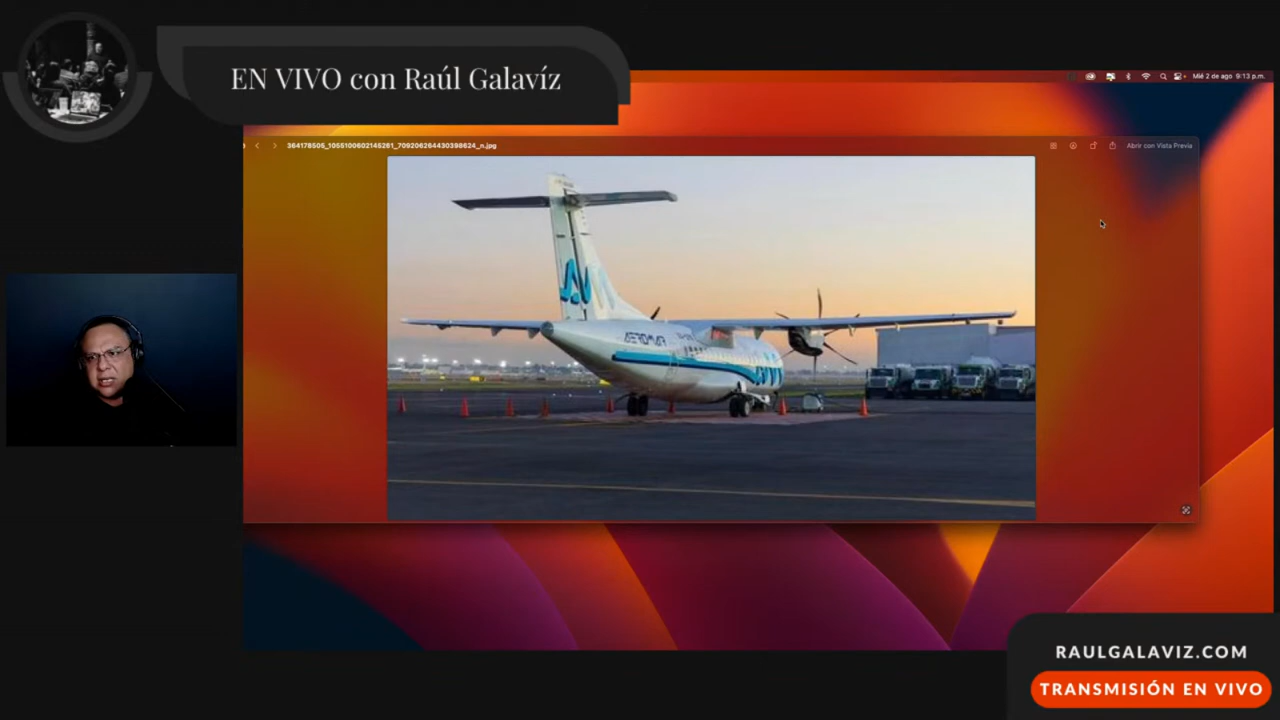 EN VIVO con Raúl Galavíz
Mié 2 de ago 9:13 p.m.
364178505_1055100602145261_709206264430398624_n.jpg
Abrir con Vista Previa
AEROMAR
RAULGALAVIZ.COM
TRANSMISIÓN EN VIVO